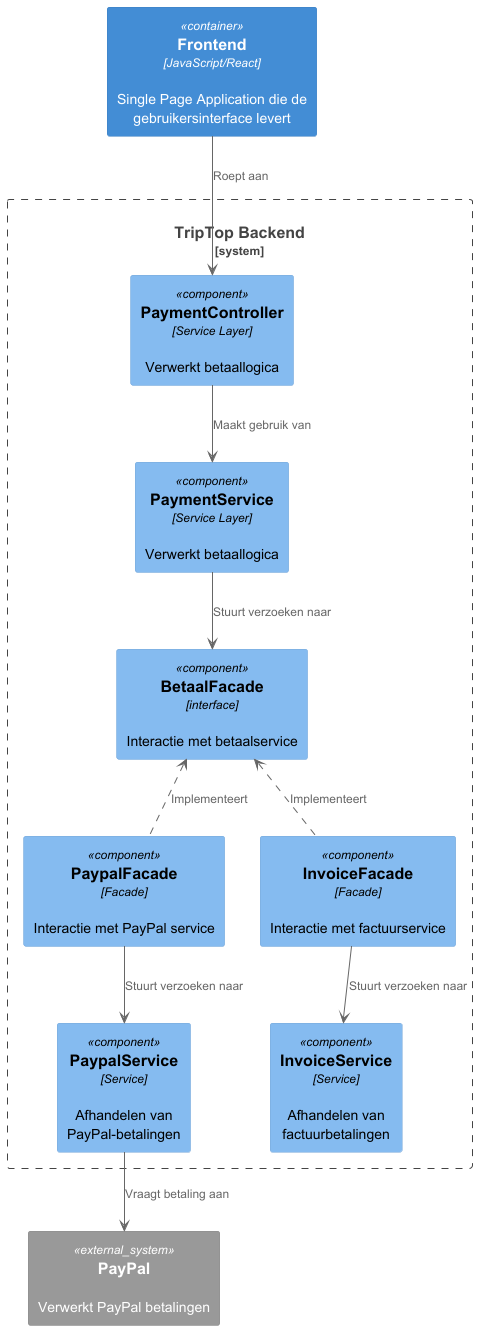 «container»
Frontend
[JavaScript/React]
Single Page Application die de
gebruikersinterface levert
Roept aan
TripTop Backend
[system]
«component»
PaymentController
[Service Layer]
Verwerkt betaallogica
Maakt gebruik van
«component»
PaymentService
[Service Layer]
Verwerkt betaallogica
Stuurt verzoeken naar
«component»
BetaalFacade
[interface]
Interactie met betaalservice
Implementeert
Implementeert
«component»
PaypalFacade
[Facade]
Interactie met PayPal service
«component»
InvoiceFacade
[Facade]
Interactie met factuurservice
Stuurt verzoeken naar
Stuurt verzoeken naar
«component»
PaypalService
[Service]
Afhandelen van
PayPal-betalingen
«component»
InvoiceService
[Service]
Afhandelen van
factuurbetalingen
Vraagt betaling aan
«external_system»
PayPal
Verwerkt PayPal betalingen